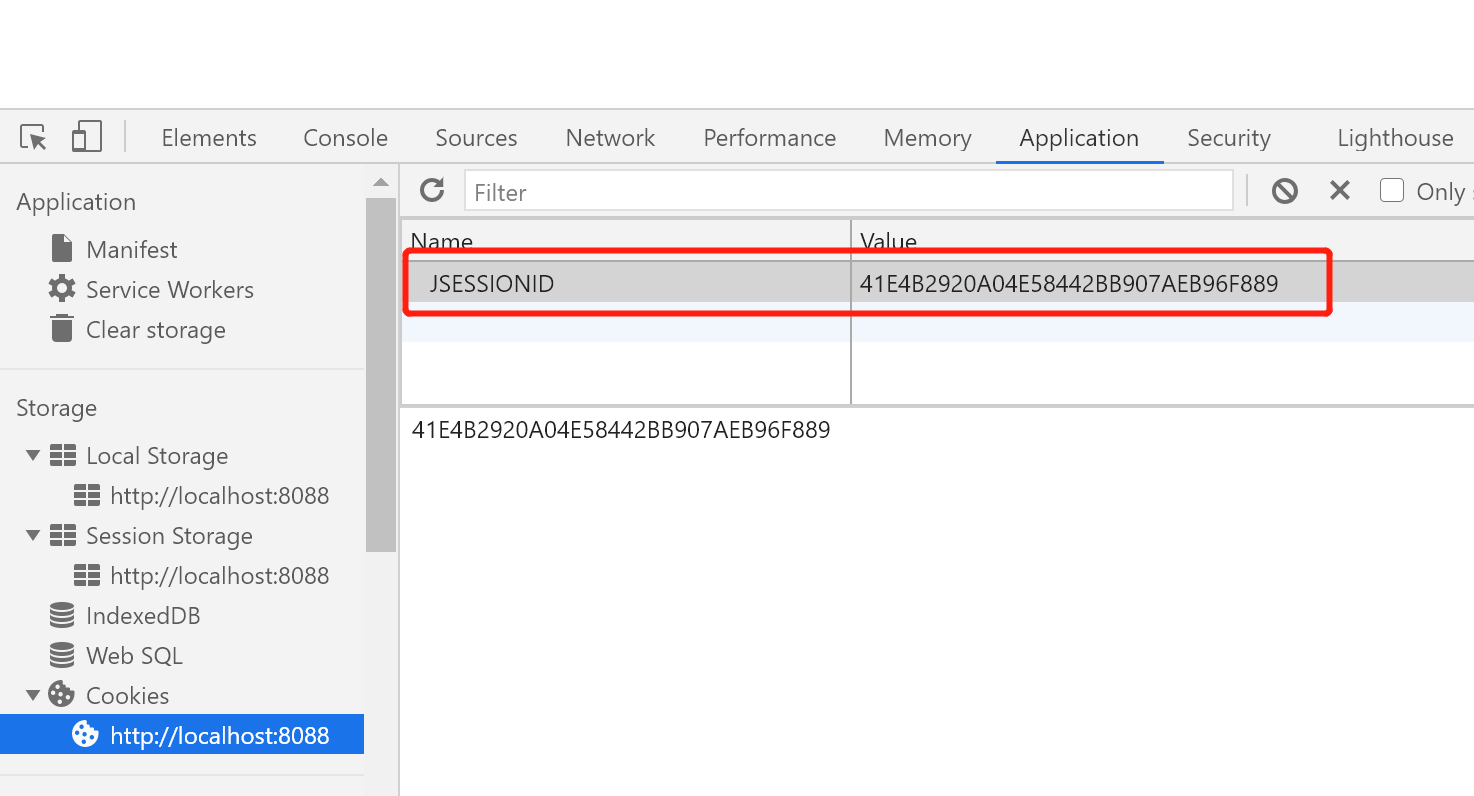 Elements Console Sources Network Performance Memory Application Security Lighthouse
Application
Manifest
Service Workers
Clear storage
Storage
Local Storage
http://localhost:8088
Session Storage
http://localhost:8088
IndexedDB
Web SQL
Cookies
http://localhost:8088
Filter Only
Name Value
JSESSIONID 41E4B2920A04E58442BB907AEB96F889
41E4B2920A04E58442BB907AEB96F889